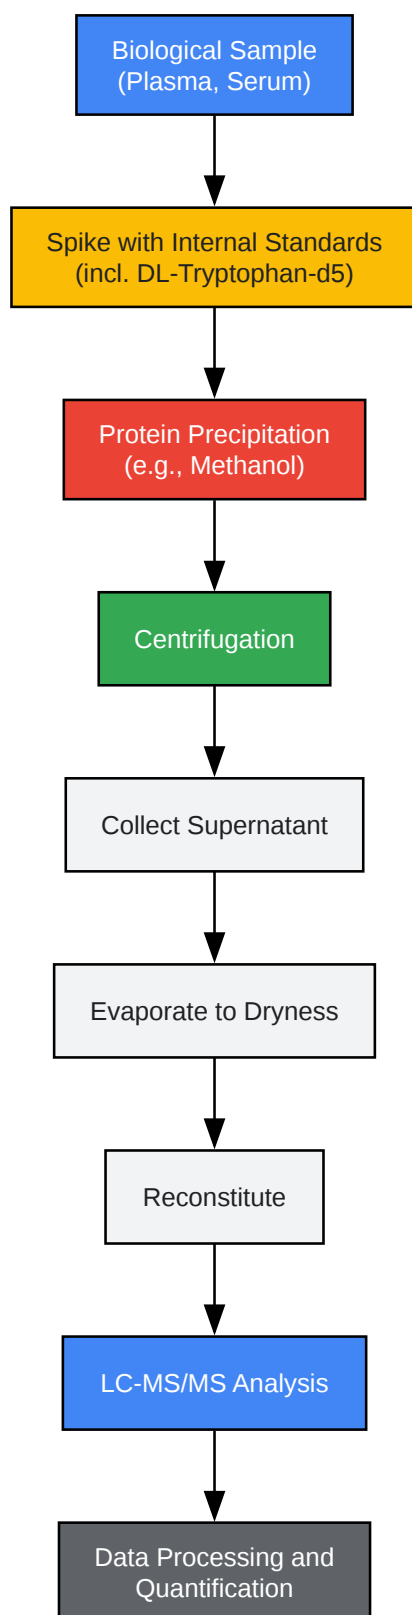 Biological Sample
(Plasma, Serum)
Spike with Internal Standards
(incl. DL-Tryptophan-d5)
Protein Precipitation
(e.g., Methanol)
Centrifugation
Collect Supernatant
Evaporate to Dryness
Reconstitute
LC-MS/MS Analysis
Data Processing and
Quantification